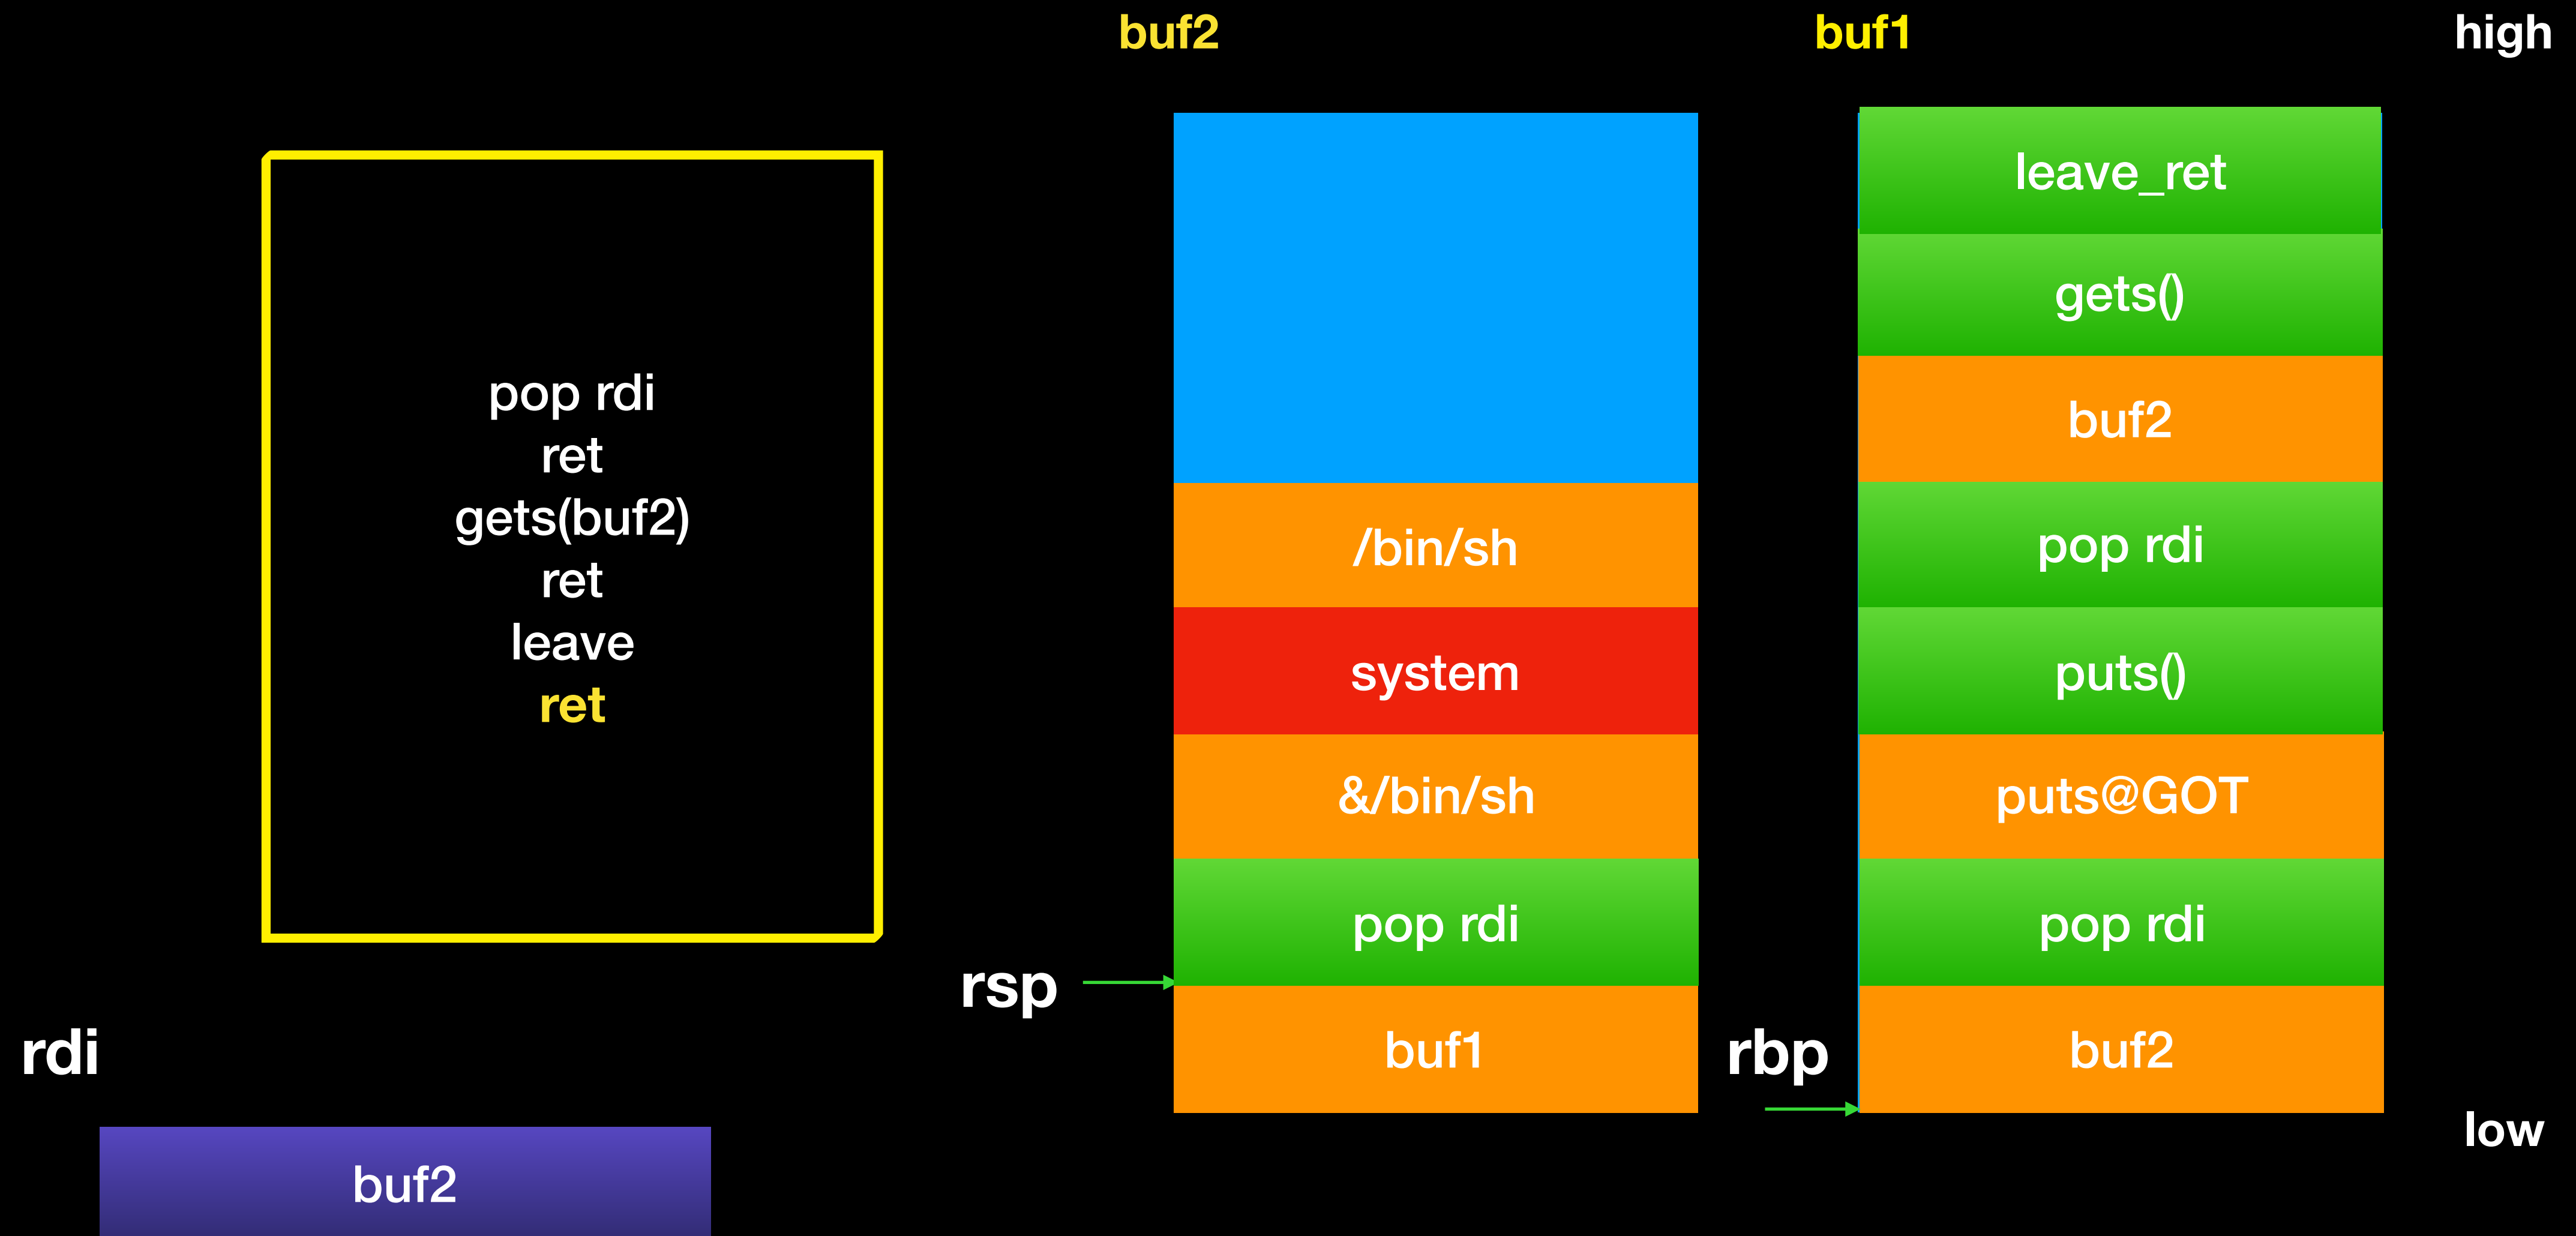 buf2
buf1
high
pop rdi
ret
gets(buf2)
ret
leave
ret
rdi
buf2
rsp
/bin/sh
system
&/bin/sh
pop rdi
buf1
rbp
leave_ret
gets()
buf2
pop rdi
puts()
puts@GOT
pop rdi
buf2
low